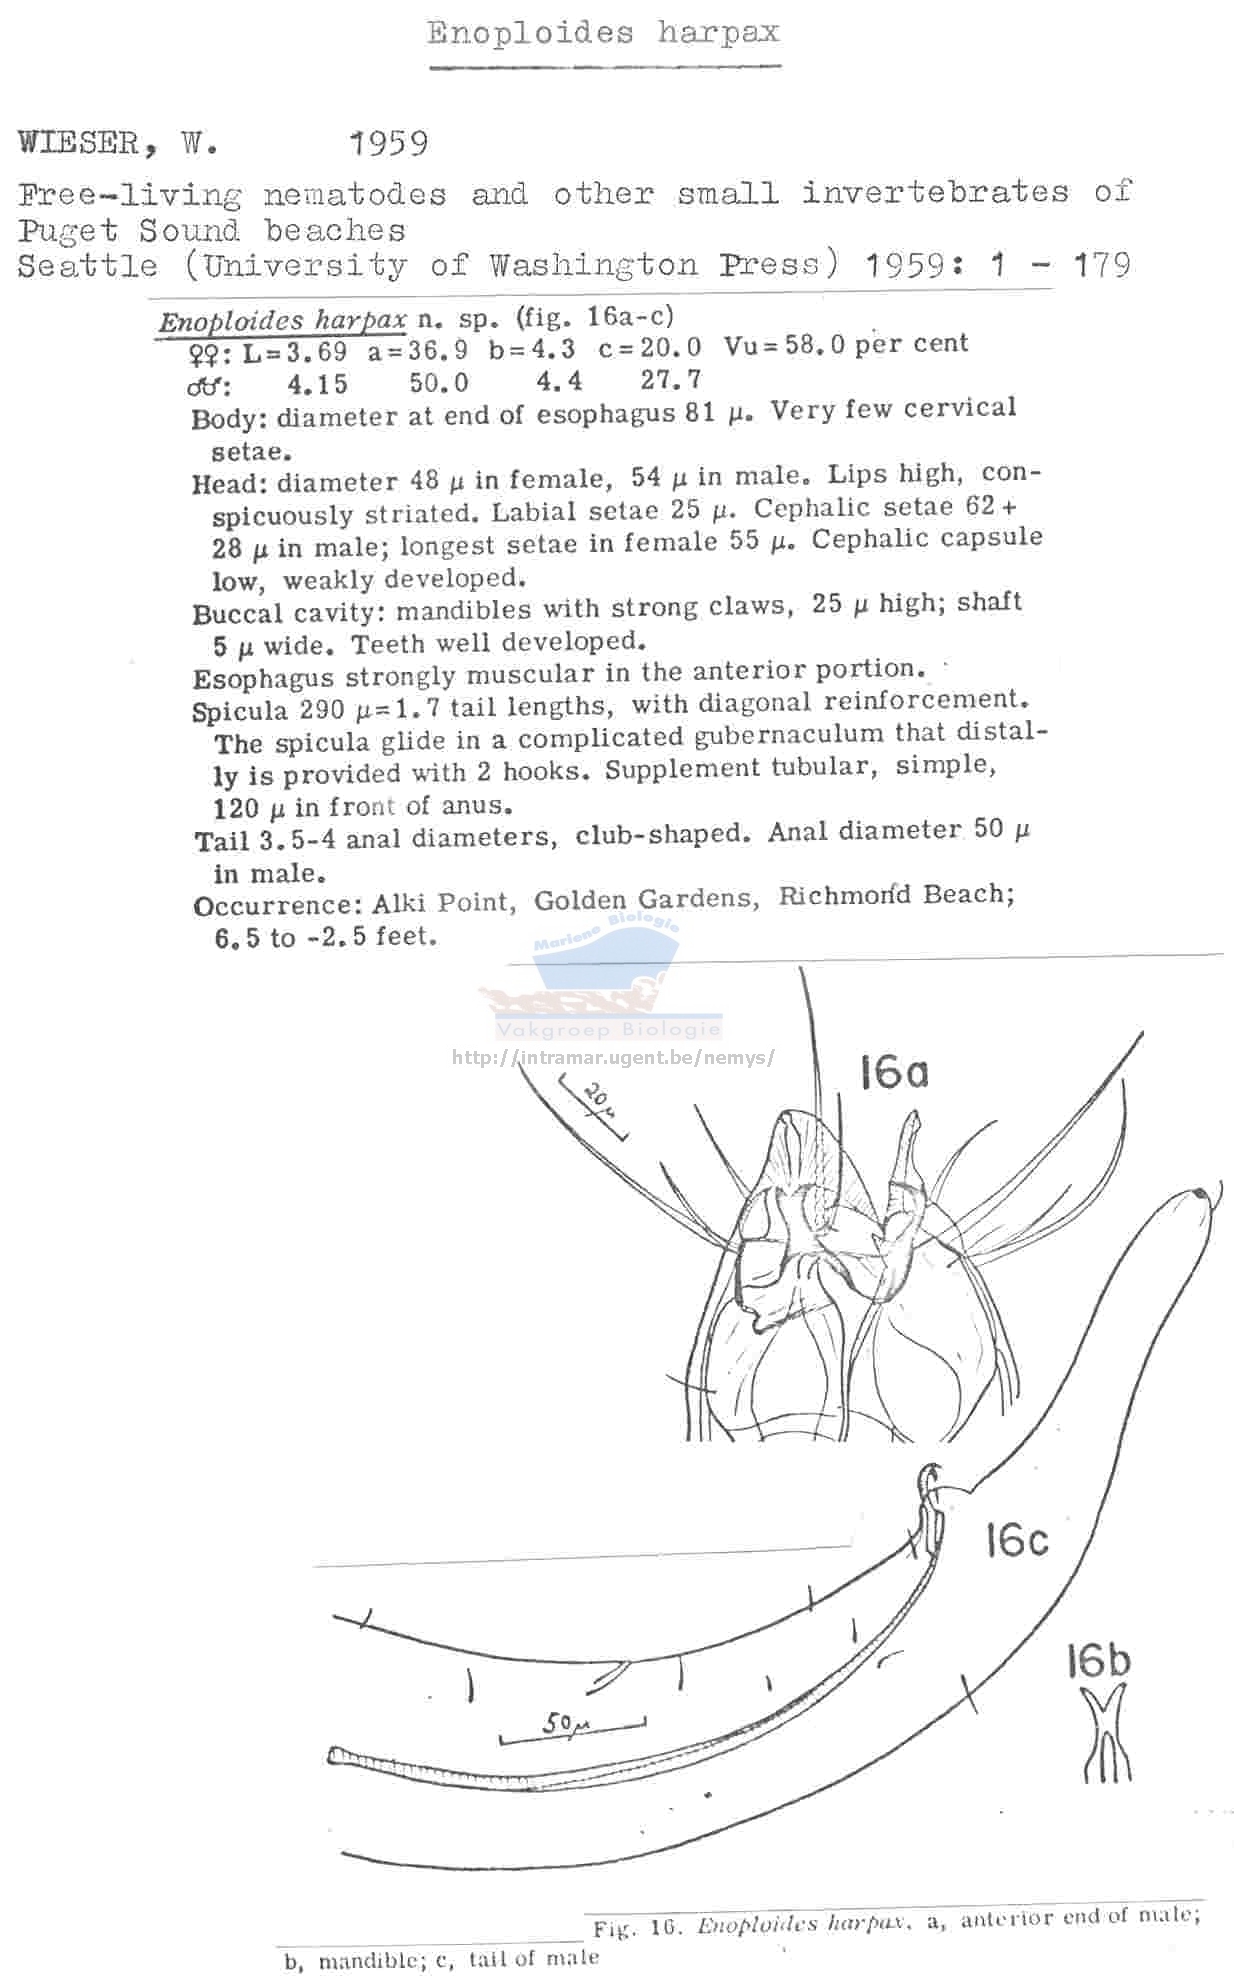 Enoploides harpax
WIESER, W. 1959
Free-living nematodes and other small invertebrates of
Puget Sound beaches
Seattle (University of Washington Press) 1959: 1 - 179
Enoploides harpax n. sp. (fig. 16a-c)
♀♀: L=3.69 a=36.9 b=4.3 c=20.0 Vu=58.0 per cent
♂♂: 4.15 50.0 4.4 27.7
Body: diameter at end of esophagus 81 μ. Very few cervical
setae.
Head: diameter 48 μ in female, 54 μ in male. Lips high, con-
spicuously striated. Labial setae 25 μ. Cephalic setae 62+
28 μ in male; longest setae in female 55 μ. Cephalic capsule
low, weakly developed.
Buccal cavity: mandibles with strong claws, 25 μ high; shaft
5 μ wide. Teeth well developed.
Esophagus strongly muscular in the anterior portion.
Spicula 290 μ=1.7 tail lengths, with diagonal reinforcement.
The spicula glide in a complicated gubernaculum that distal-
ly is provided with 2 hooks. Supplement tubular, simple,
120 μ in front of anus.
Tail 3.5-4 anal diameters, club-shaped. Anal diameter 50 μ
in male.
Occurrence: Alki Point, Golden Gardens, Richmond Beach;
6.5 to -2.5 feet.
Mariene Biologie
Vakgroep Biologie
http://intramar.ugent.be/nemys/
16a
20μ
16c
16b
50μ
Fig. 16. Enoploides harpax. a, anterior end of male;
b, mandible; c, tail of male